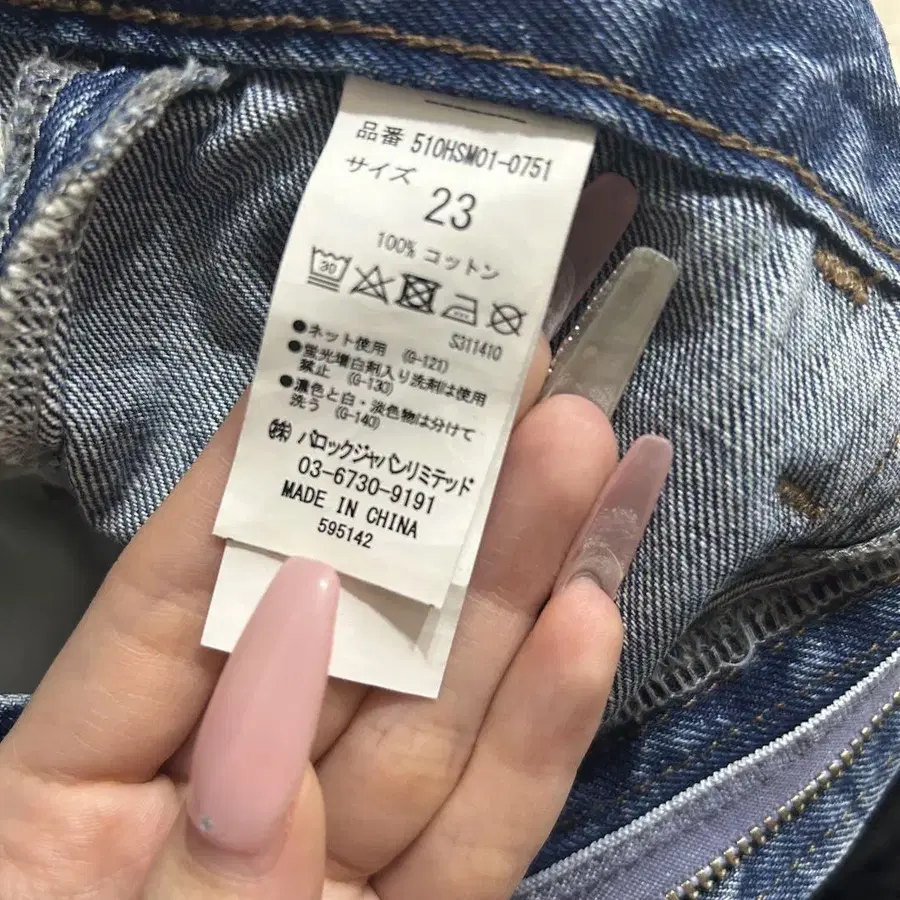 品番 510HSM01-0751
サイズ
23
100% コットン
30
S311410
●ネット使用 (G-121)
●蛍光増白剤入り洗剤は使用
禁止 (G-130)
●濃色と白・淡色物は分けて
洗う (G-140)
㈱ バロックジャパンリミテッド
03-6730-9191
MADE IN CHINA
595142